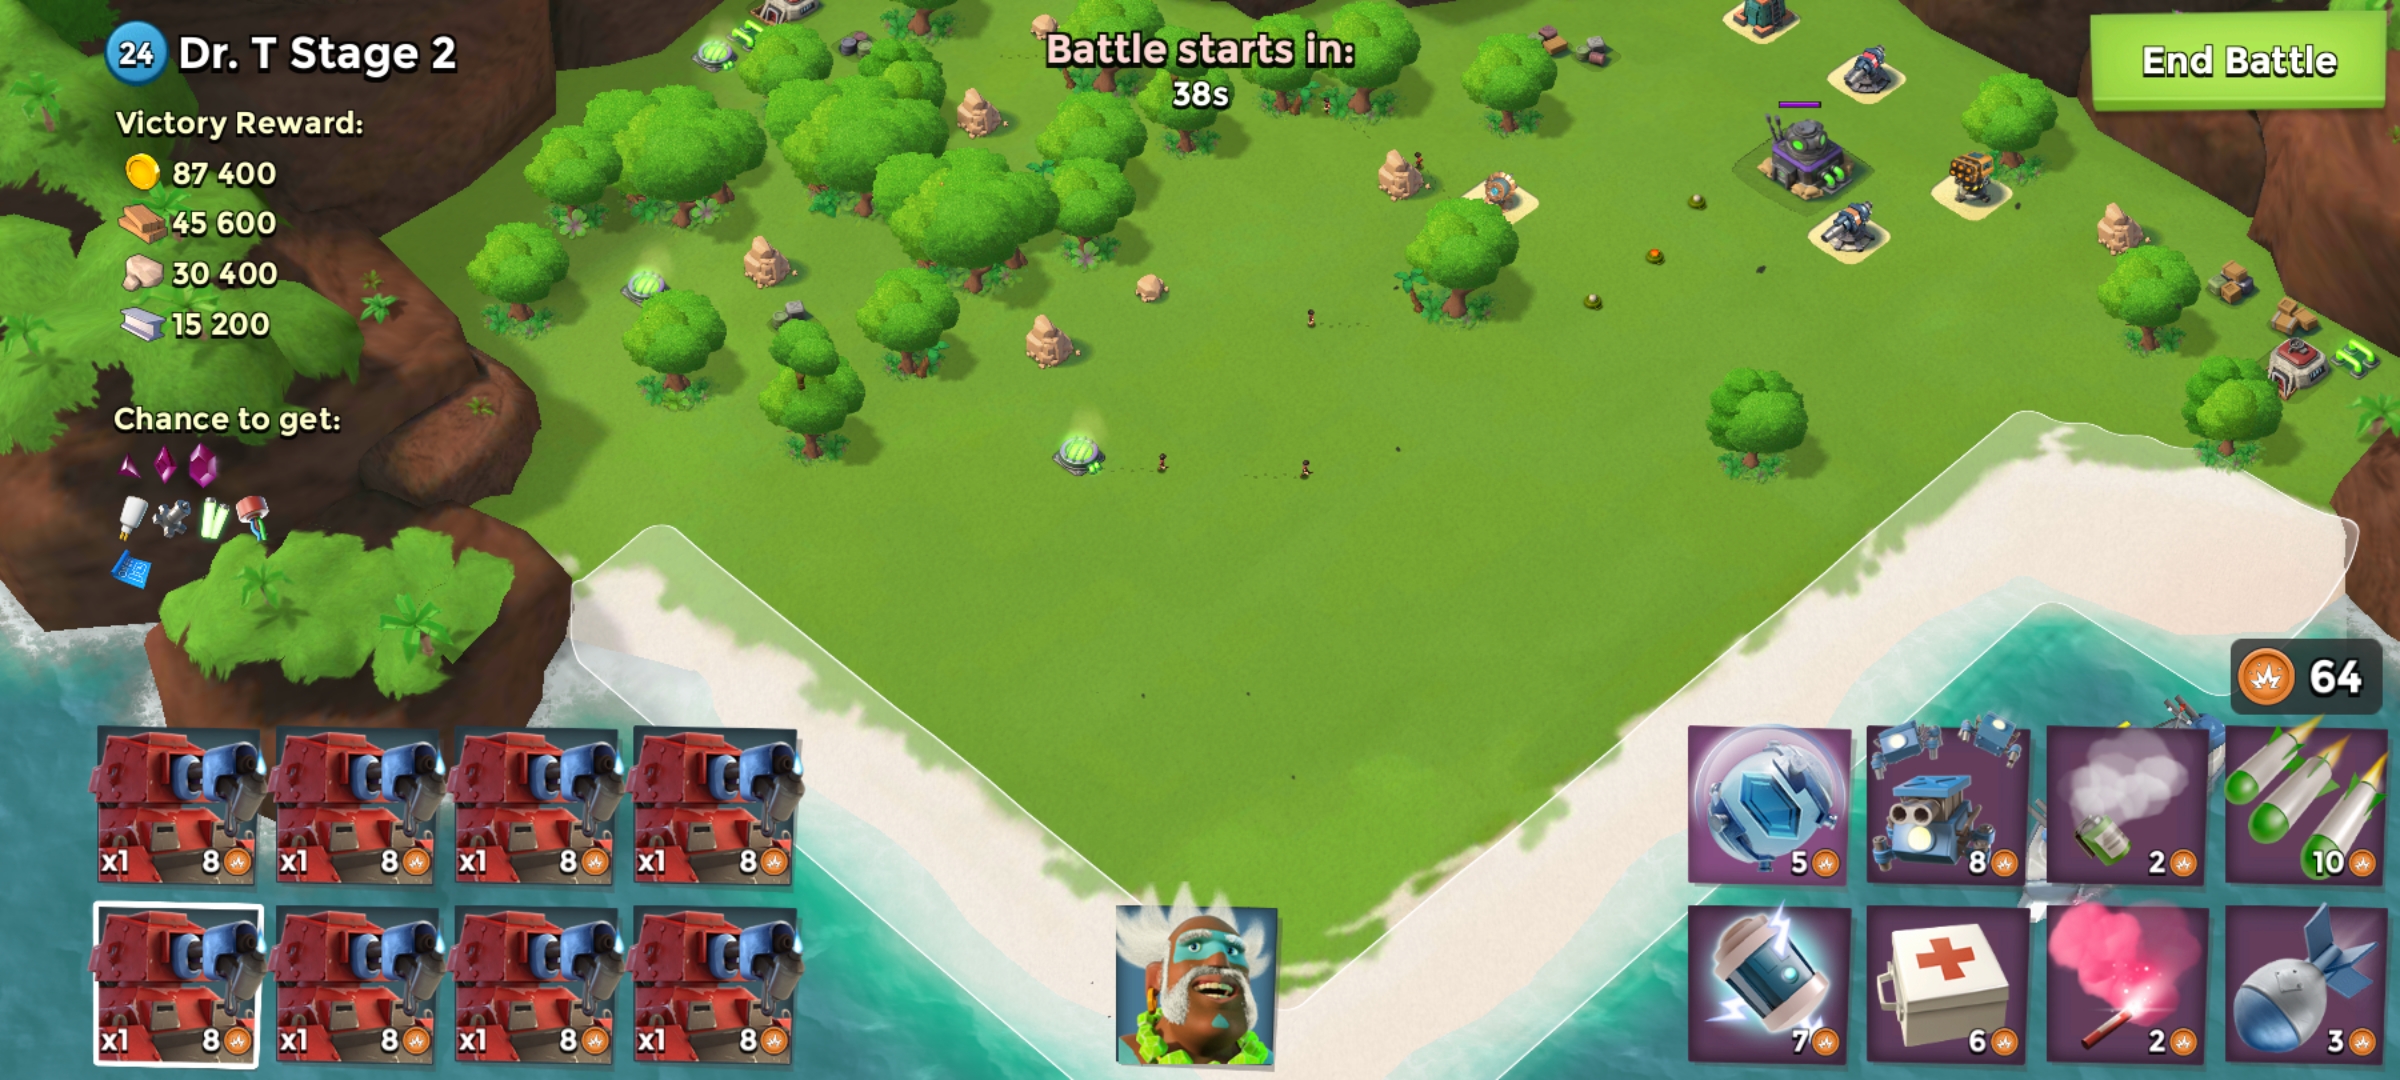 24 Dr. T Stage 2
Victory Reward:
87 400
45 600
30 400
15 200
Chance to get:
Battle starts in:
38s
End Battle
64
x1 8 x1 8 x1 8 x1 8
x1 8 x1 8 x1 8 x1 8
5 8 2 10
7 6 2 3